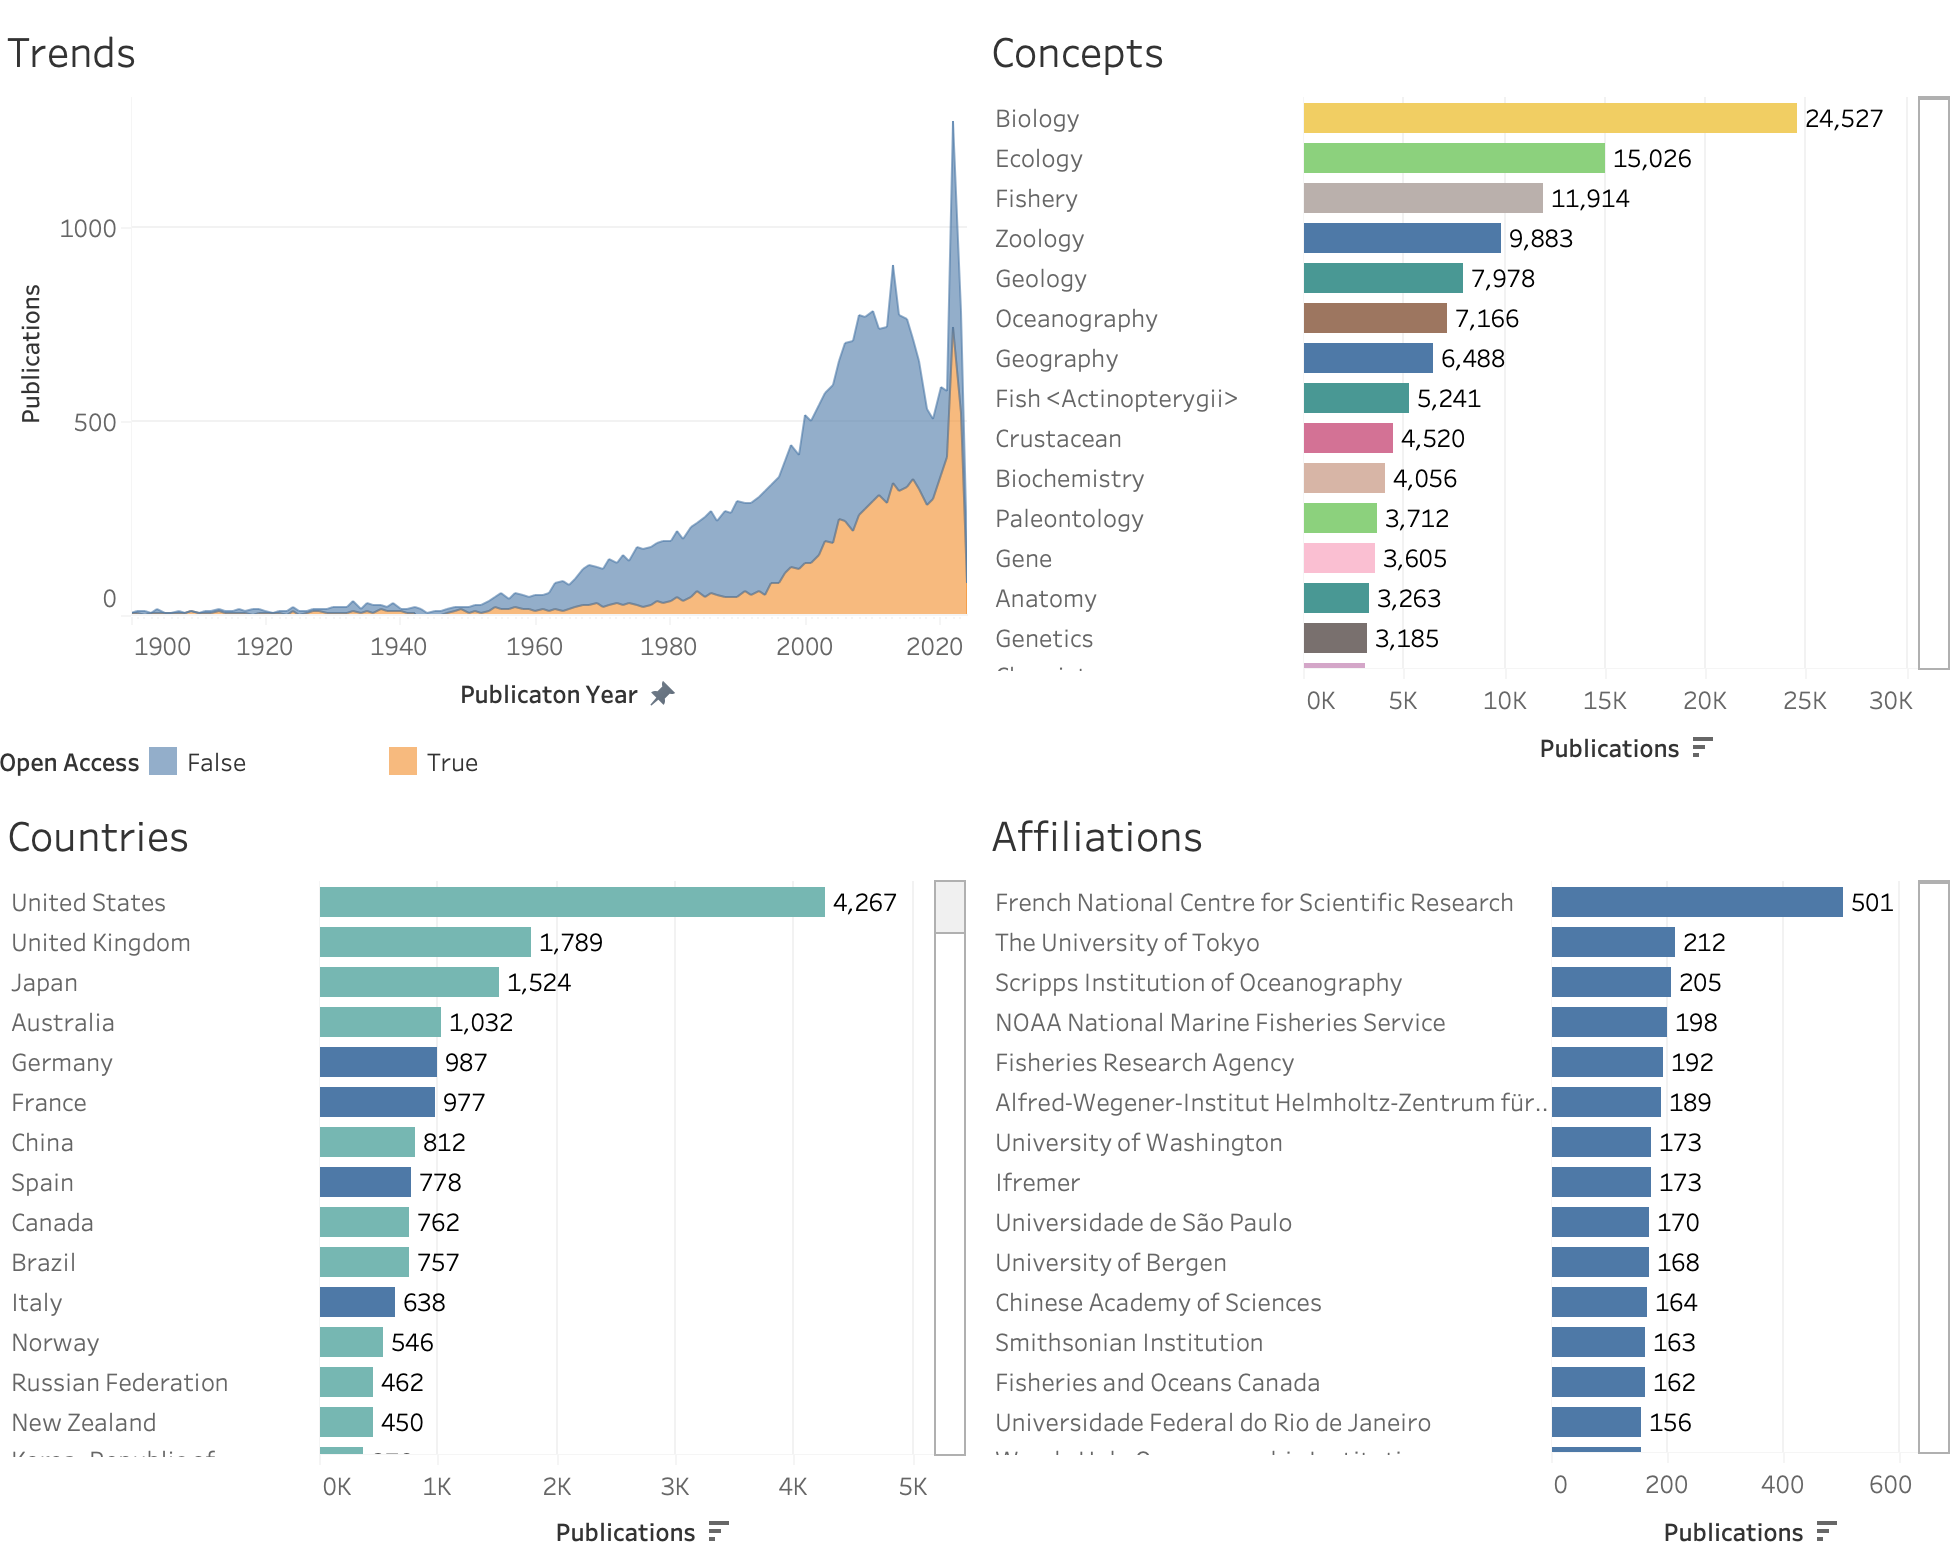 Trends
Publications
1000
500
0
1900 1920 1940 1960 1980 2000 2020
Publicaton Year
Open Access False True
Concepts
Biology 24,527
Ecology 15,026
Fishery 11,914
Zoology 9,883
Geology 7,978
Oceanography 7,166
Geography 6,488
Fish <Actinopterygii> 5,241
Crustacean 4,520
Biochemistry 4,056
Paleontology 3,712
Gene 3,605
Anatomy 3,263
Genetics 3,185
0K 5K 10K 15K 20K 25K 30K
Publications
Countries
United States 4,267
United Kingdom 1,789
Japan 1,524
Australia 1,032
Germany 987
France 977
China 812
Spain 778
Canada 762
Brazil 757
Italy 638
Norway 546
Russian Federation 462
New Zealand 450
0K 1K 2K 3K 4K 5K
Publications
Affiliations
French National Centre for Scientific Research 501
The University of Tokyo 212
Scripps Institution of Oceanography 205
NOAA National Marine Fisheries Service 198
Fisheries Research Agency 192
Alfred-Wegener-Institut Helmholtz-Zentrum für.. 189
University of Washington 173
Ifremer 173
Universidade de São Paulo 170
University of Bergen 168
Chinese Academy of Sciences 164
Smithsonian Institution 163
Fisheries and Oceans Canada 162
Universidade Federal do Rio de Janeiro 156
0 200 400 600
Publications